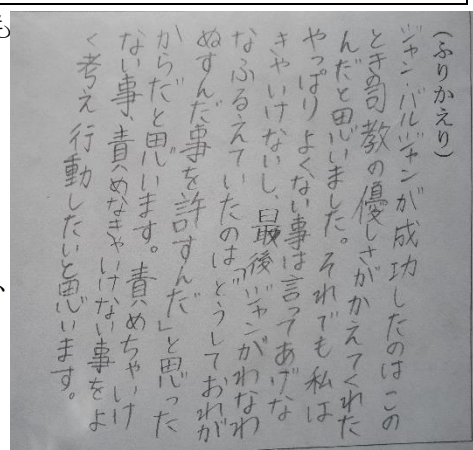 (ふりかえり)
ジャン・バルジャンが成功したのはこの
とき司教の優しさがかえてくれた
んだと思いました。それでも私は
やっぱりよくない事は言ってあげな
きゃいけないし、最後「ジャンがわなわ
なふるえていたのは「どうしておれが
ぬすんだ事を許すんだ」と思った
からだと思います。責めちゃいけ
ない事、責めなきゃいけない事をよ
く考え行動したいと思います。